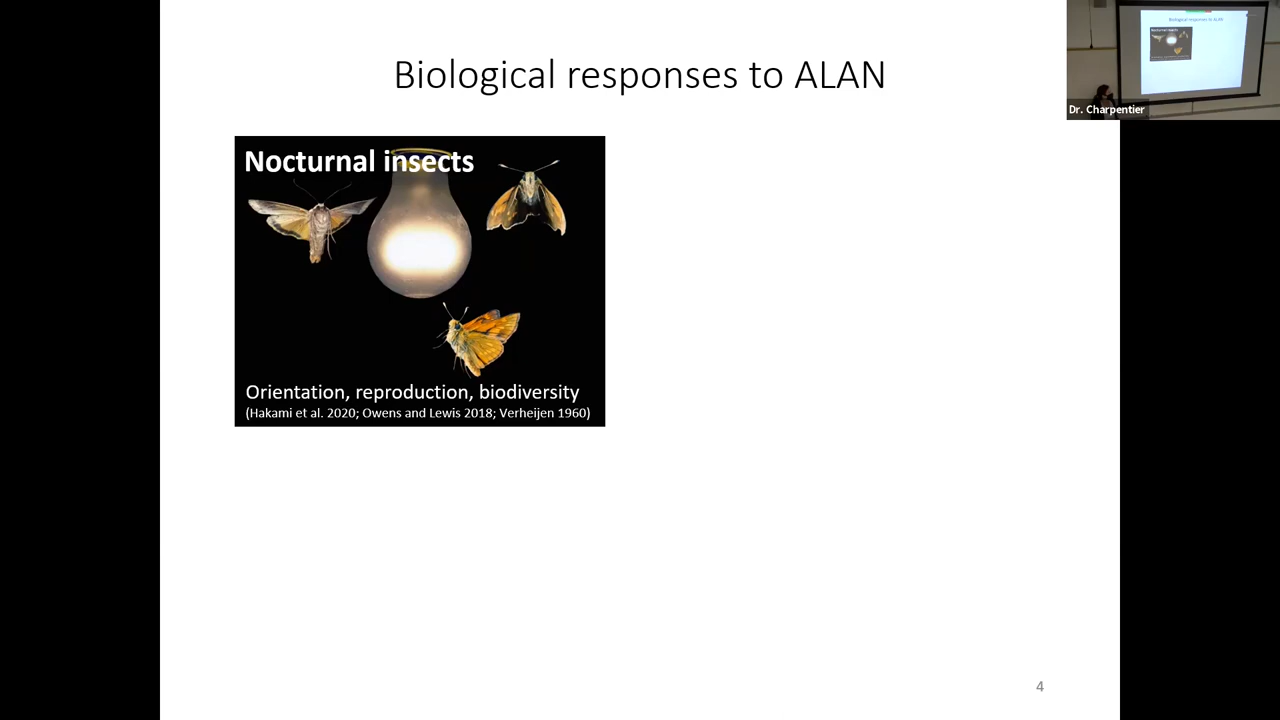 Biological responses to ALAN
Dr. Charpentier
Nocturnal insects
Orientation, reproduction, biodiversity
(Hakami et al. 2020; Owens and Lewis 2018; Verheijen 1960)
4